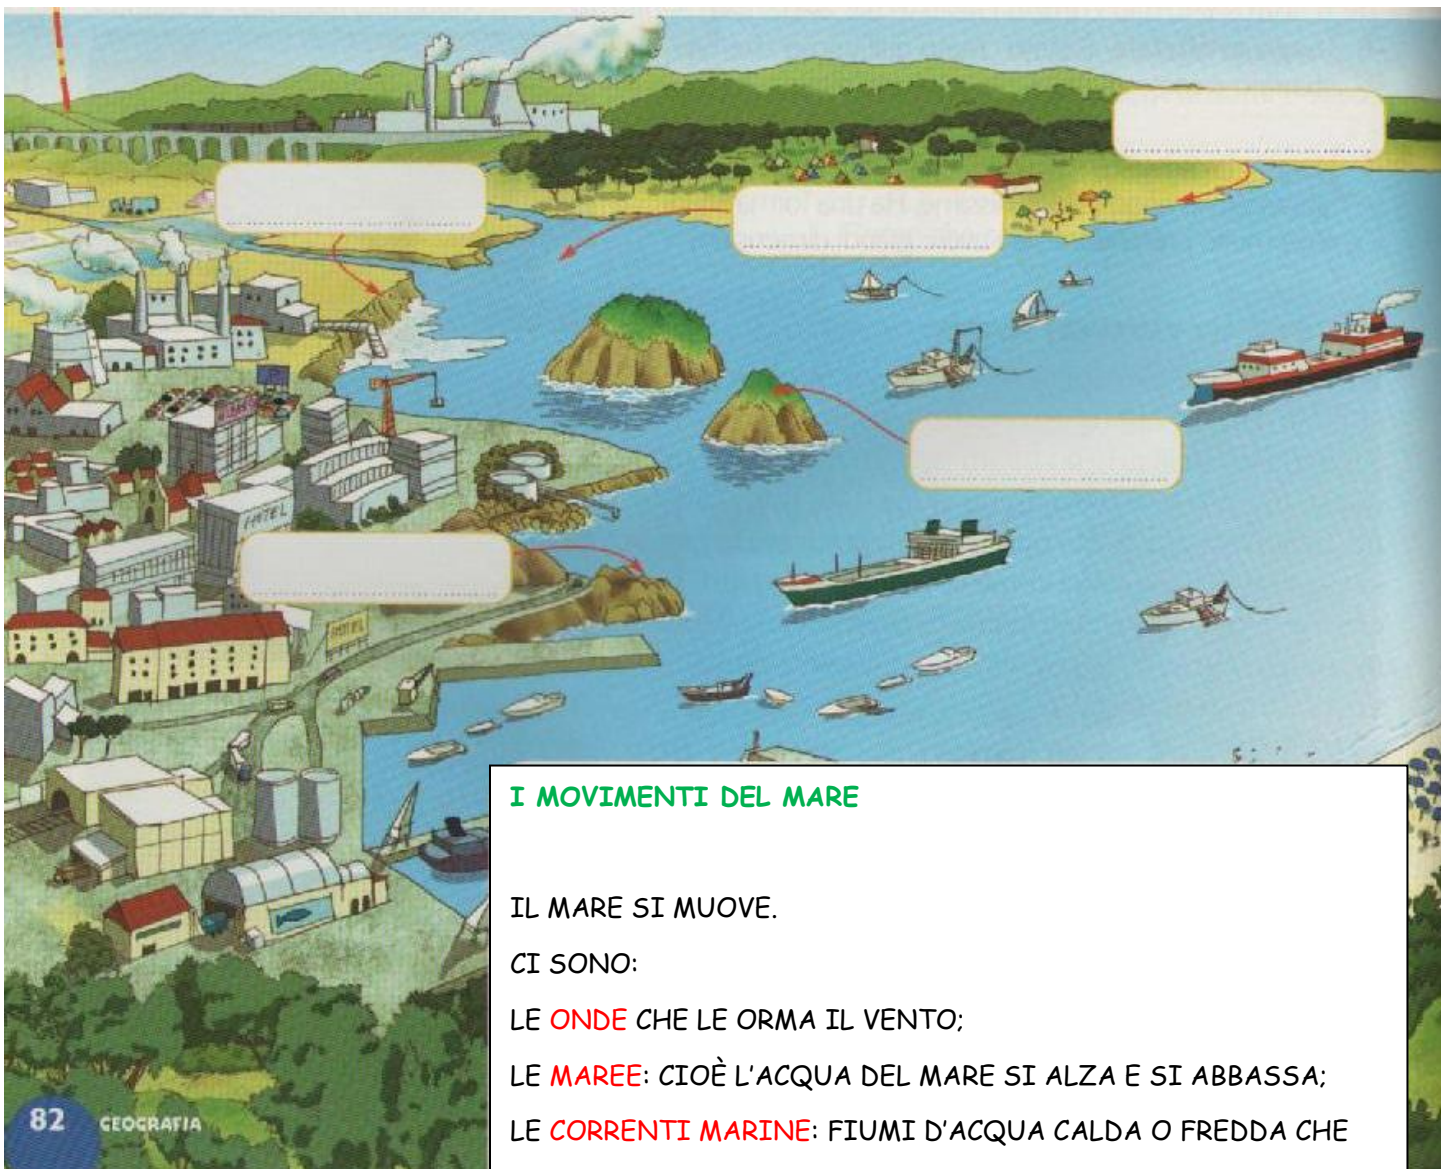 HOTEL
HOTEL
I MOVIMENTI DEL MARE
IL MARE SI MUOVE.
CI SONO:
LE ONDE CHE LE ORMA IL VENTO;
LE MAREE: CIOÈ L'ACQUA DEL MARE SI ALZA E SI ABBASSA;
LE CORRENTI MARINE: FIUMI D'ACQUA CALDA O FREDDA CHE
82 GEOGRAFIA